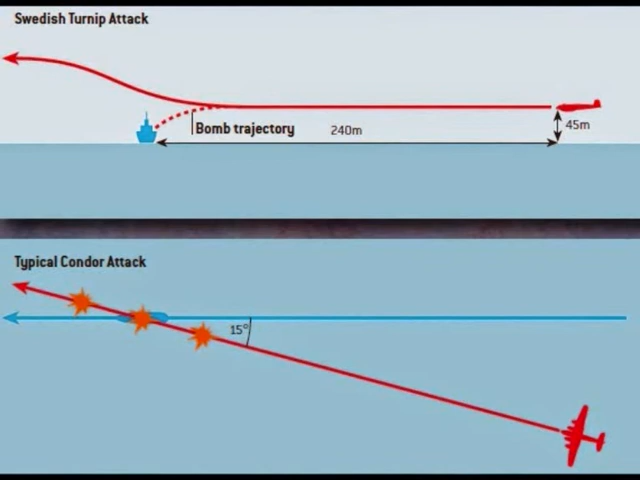 Swedish Turnip Attack
Bomb trajectory
240m
45m
Typical Condor Attack
15°